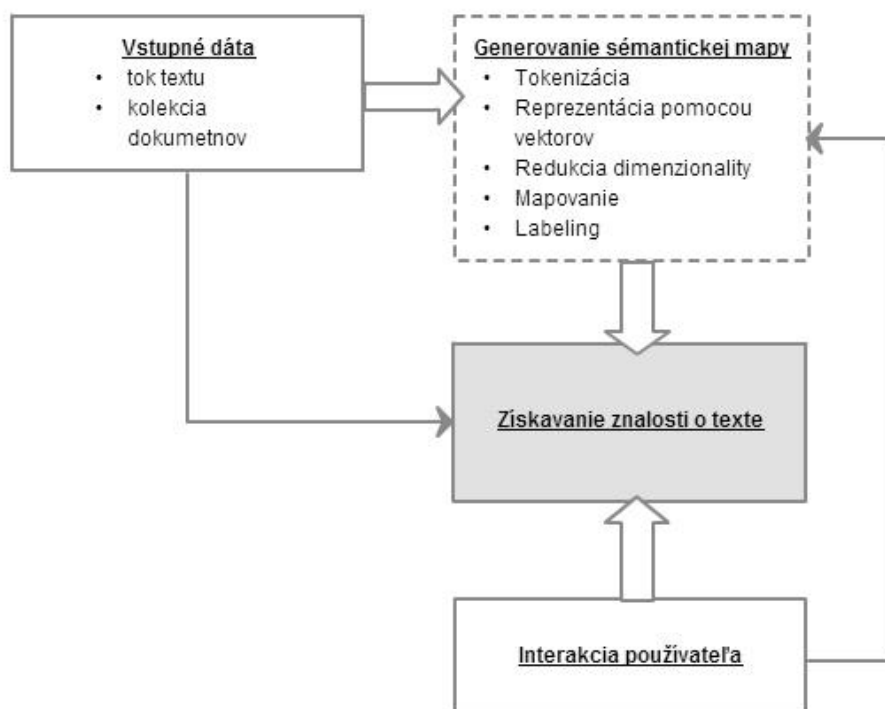 Vstupné dáta
• tok textu
• kolekcia
dokumetnov
Generovanie sémantickej mapy
• Tokenizácia
• Reprezentácia pomocou
vektorov
• Redukcia dimenzionality
• Mapovanie
• Labeling
Získavanie znalosti o texte
Interakcia používateľa